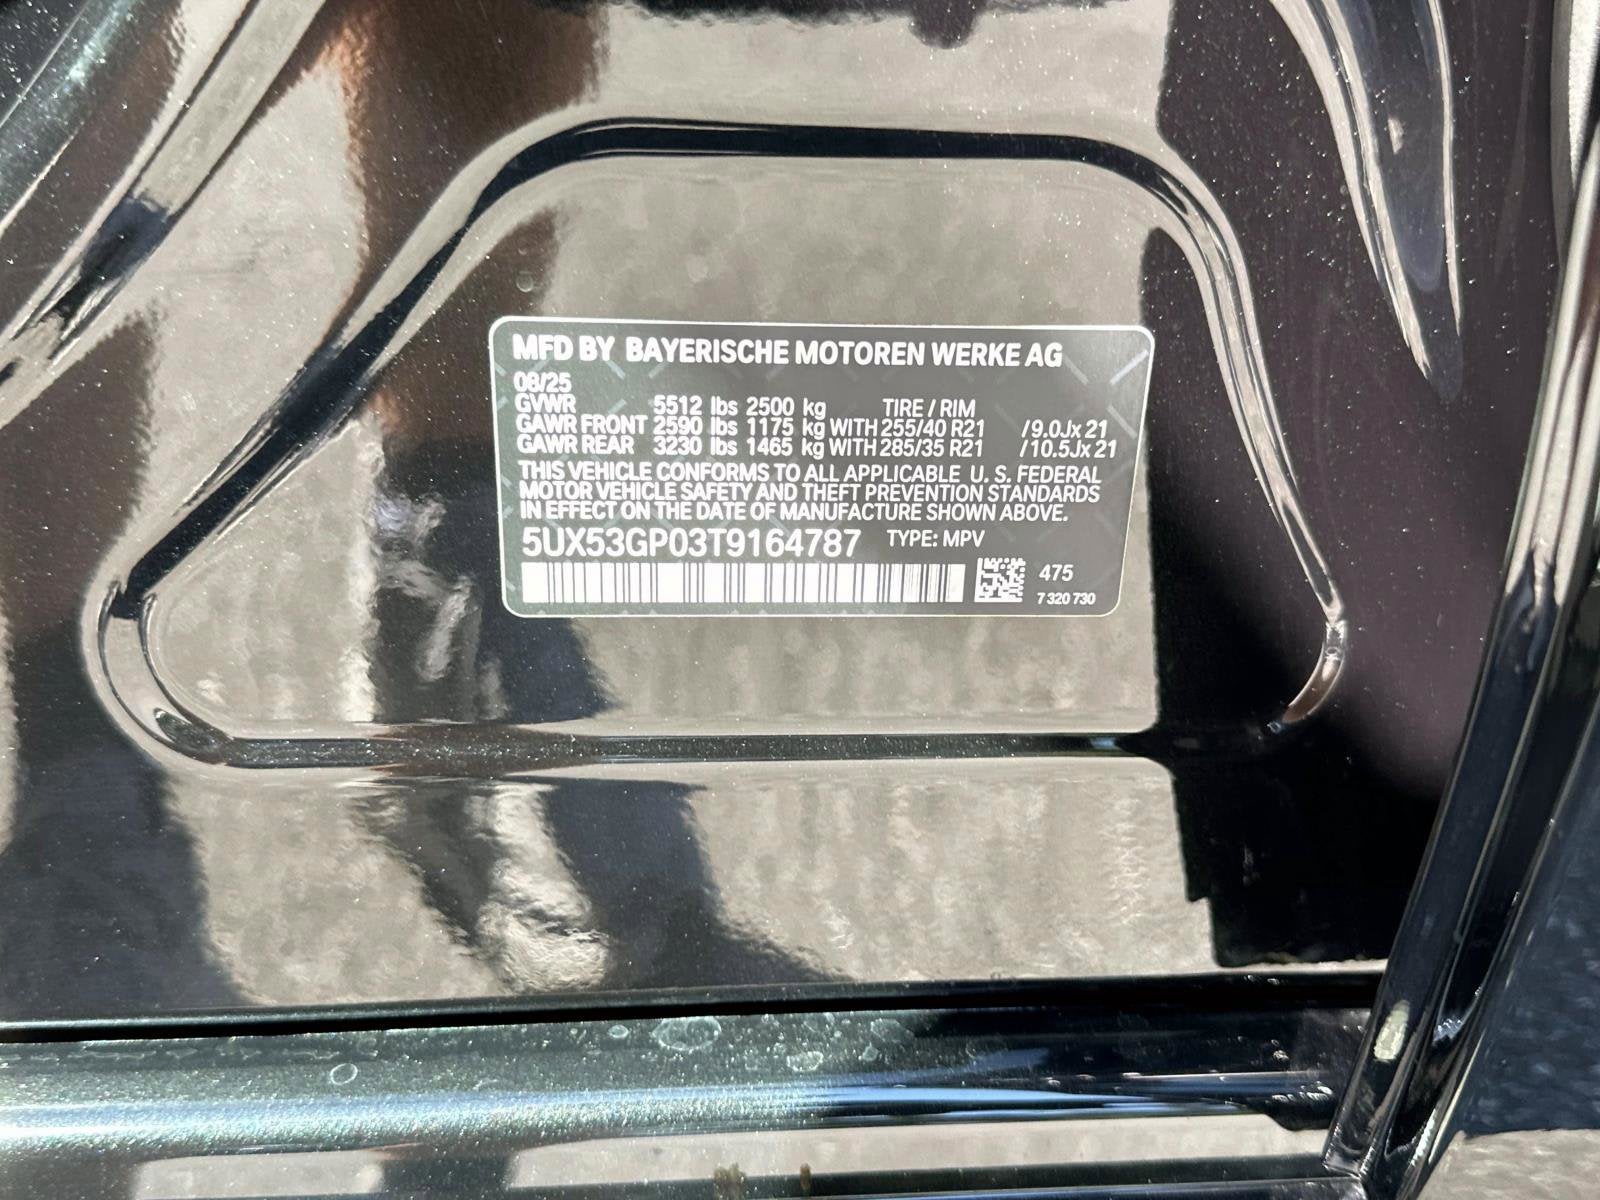 MFD BY BAYERISCHE MOTOREN WERKE AG
08/25
GVWR 5512 lbs 2500 kg TIRE / RIM
GAWR FRONT 2590 lbs 1175 kg WITH 255/40 R21 /9.0Jx 21
GAWR REAR 3230 lbs 1465 kg WITH 285/35 R21 /10.5Jx 21
THIS VEHICLE CONFORMS TO ALL APPLICABLE U. S. FEDERAL
MOTOR VEHICLE SAFETY AND THEFT PREVENTION STANDARDS
IN EFFECT ON THE DATE OF MANUFACTURE SHOWN ABOVE.
5UX53GP03T9164787 TYPE: MPV
475
7 320 730